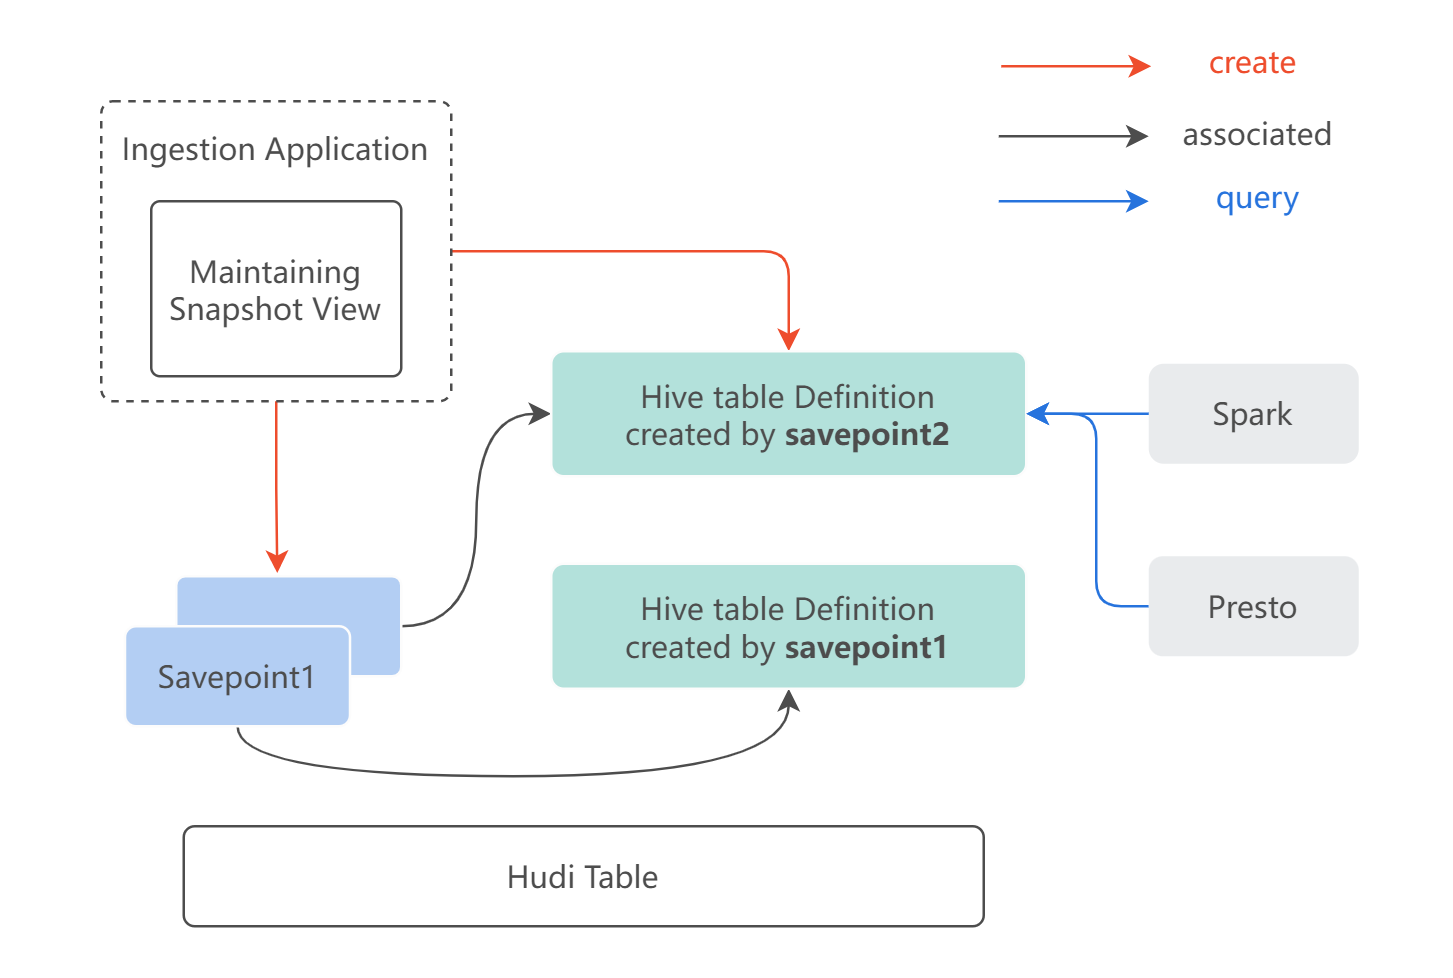 create
associated
query
Ingestion Application
Maintaining
Snapshot View
Hive table Definition
created by savepoint2
Spark
Hive table Definition
created by savepoint1
Presto
Savepoint1
Hudi Table